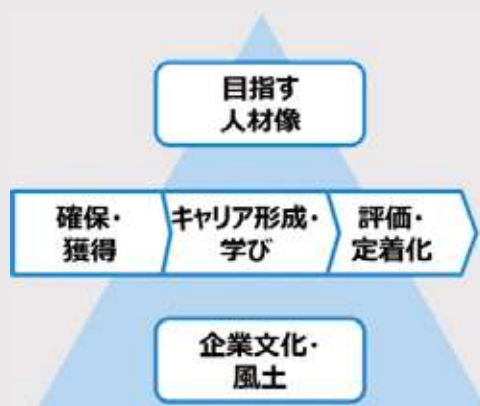 目指す
人材像
確保・
獲得
キャリア形成・
学び
評価・
定着化
企業文化・
風土